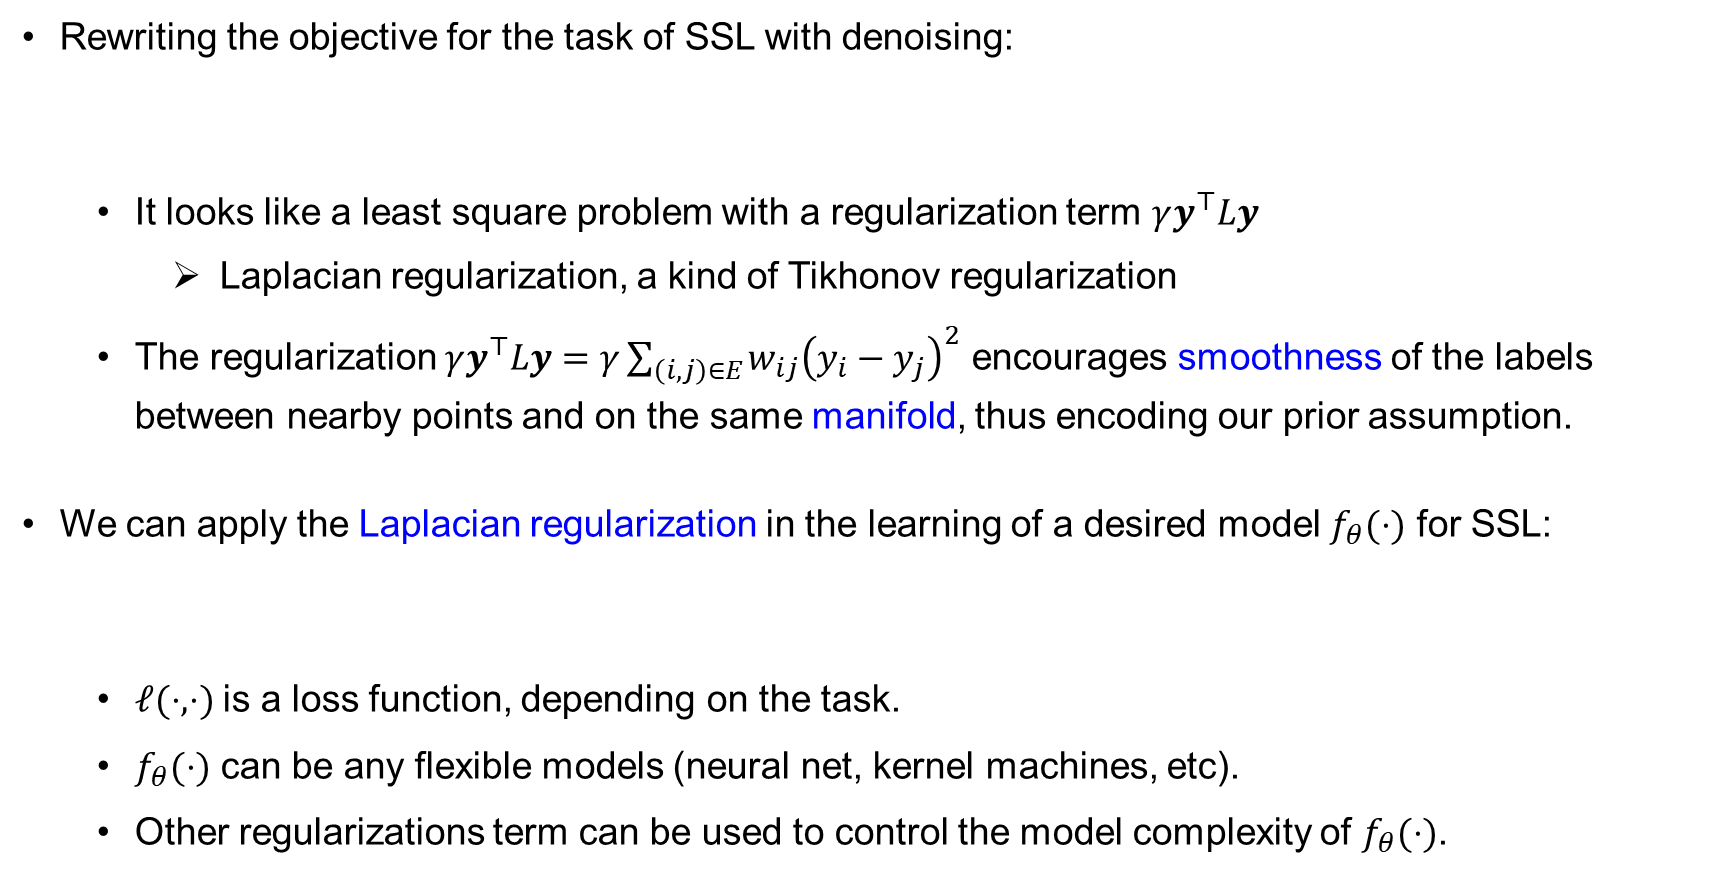 • Rewriting the objective for the task of SSL with denoising:
• It looks like a least square problem with a regularization term γ𝒚⊤𝐿𝒚
➢ Laplacian regularization, a kind of Tikhonov regularization
• The regularization γ𝒚⊤𝐿𝒚 = γ ∑(𝑖,𝑗)∈𝐸 𝑤𝑖𝑗(𝑦𝑖 − 𝑦𝑗)² encourages smoothness of the labels
between nearby points and on the same manifold, thus encoding our prior assumption.
• We can apply the Laplacian regularization in the learning of a desired model 𝑓𝜃(·) for SSL:
• ℓ(·,·) is a loss function, depending on the task.
• 𝑓𝜃(·) can be any flexible models (neural net, kernel machines, etc).
• Other regularizations term can be used to control the model complexity of 𝑓𝜃(·).